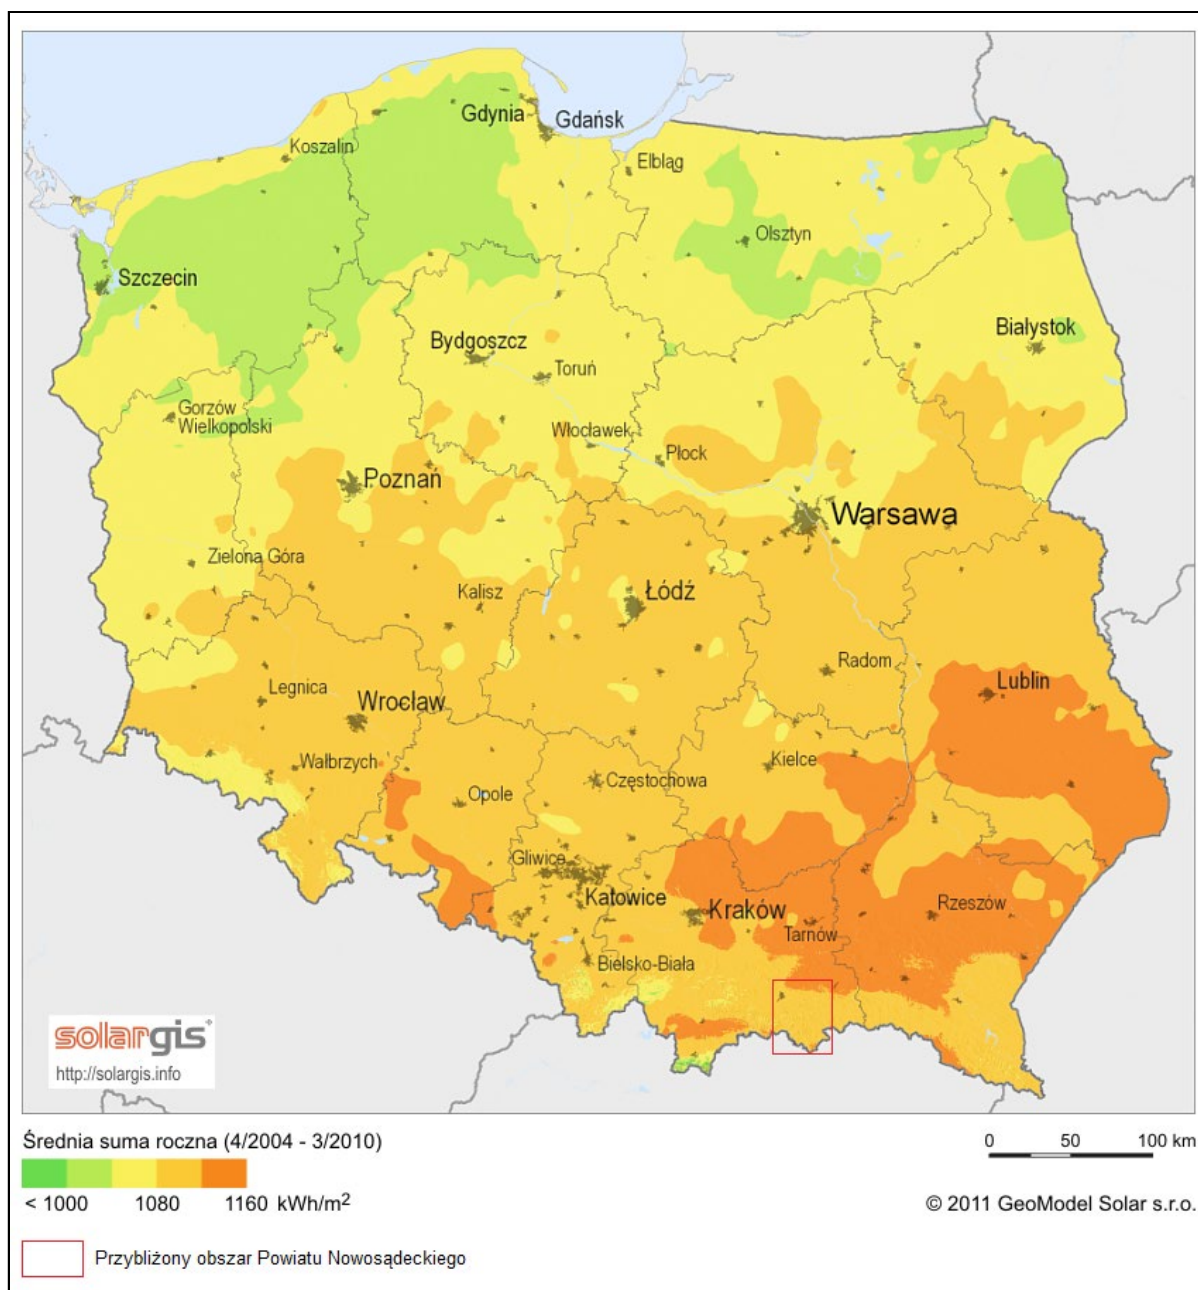 Gdynia
Gdańsk
Koszalin
Elbląg
Olsztyn
Szczecin
Białystok
Bydgoszcz
Toruń
Gorzów
Wielkopolski
Włocławek
Płock
Poznań
Warsawa
Zielona Góra
Kalisz
Łódź
Radom
Legnica
Lublin
Wrocław
Wałbrzych
Kielce
Częstochowa
Opole
Gliwice
Katowice
Kraków
Rzeszów
Tarnów
Bielsko-Biała
solargis
http://solargis.info
Średnia suma roczna (4/2004 - 3/2010)
0 50 100 km
< 1000 1080 1160 kWh/m²
© 2011 GeoModel Solar s.r.o.
Przybliżony obszar Powiatu Nowosądeckiego